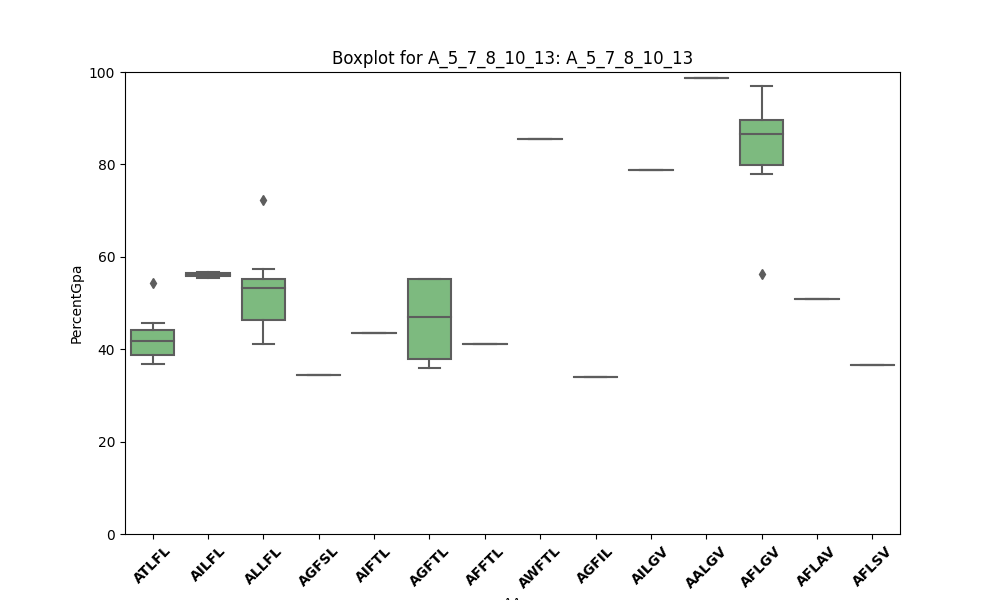 Boxplot for A_5_7_8_10_13: A_5_7_8_10_13
100
80
60
40
20
0
PercentGpa
ATLFL
AILFL
ALLFL
AGFSL
AIFTL
AGFTL
AFFTL
AWFTL
AGFIL
AILGV
AALGV
AFLGV
AFLAV
AFLSV